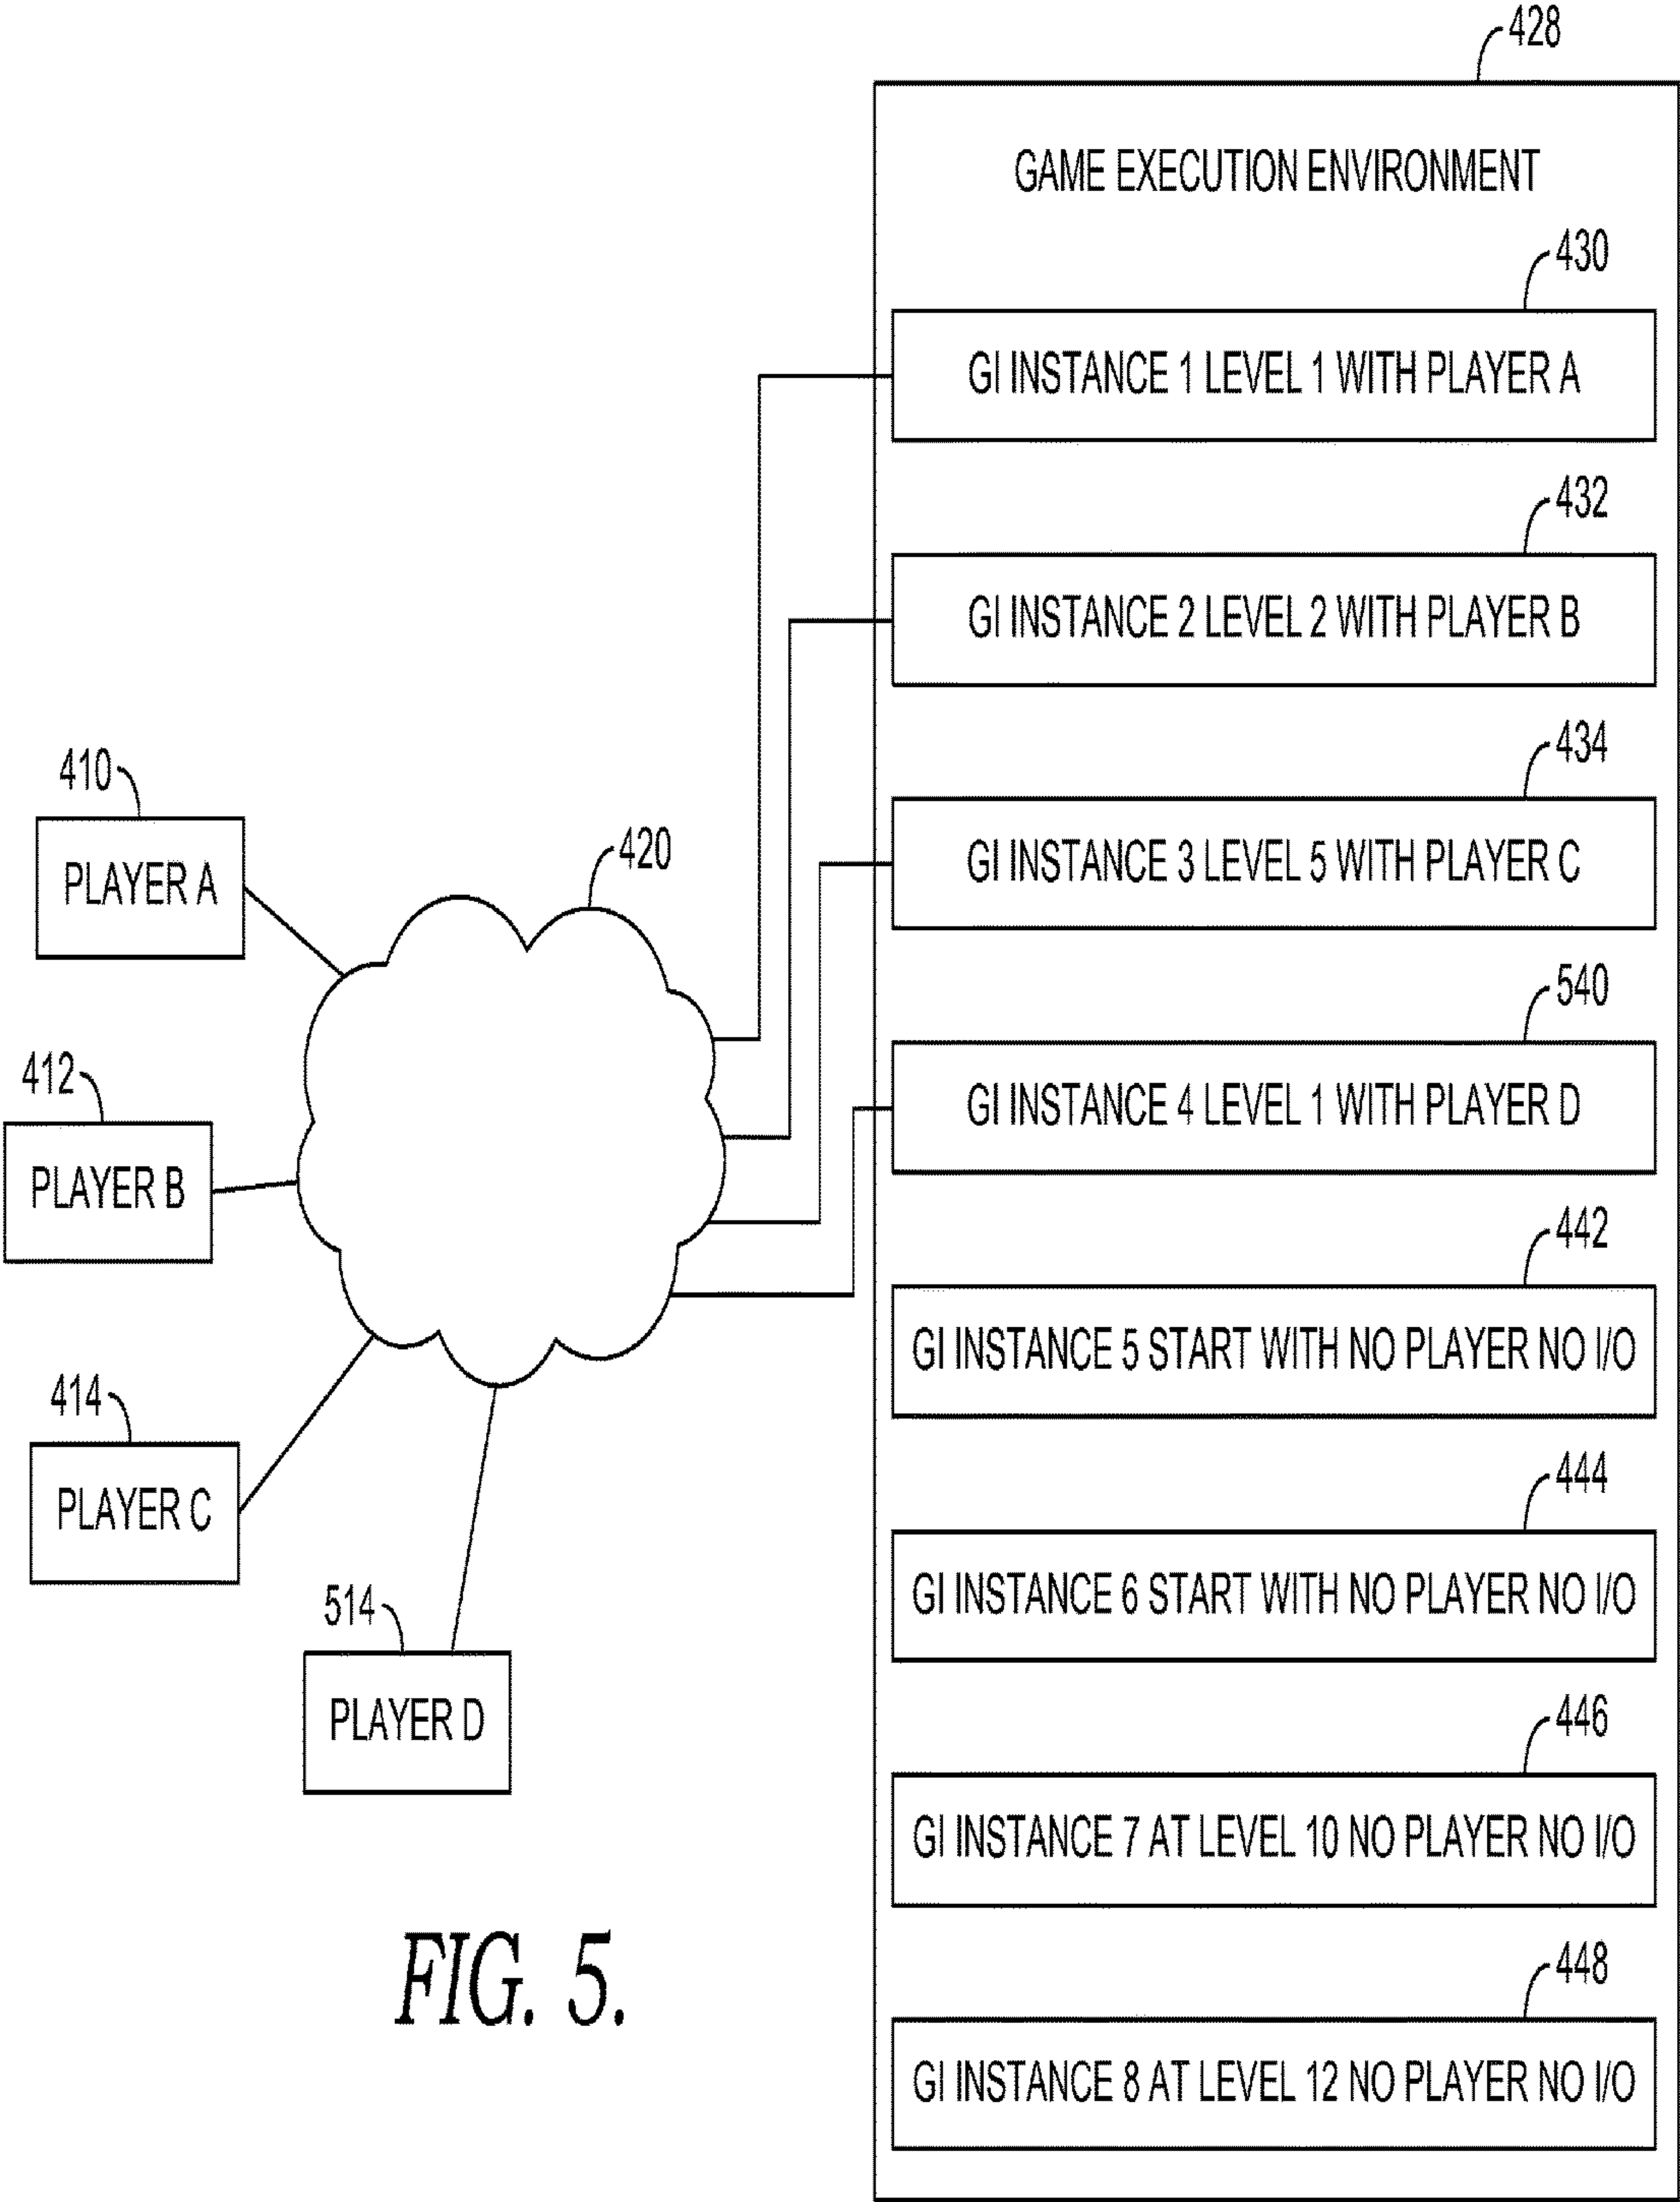 428
GAME EXECUTION ENVIRONMENT
430
GI INSTANCE 1 LEVEL 1 WITH PLAYER A
432
GI INSTANCE 2 LEVEL 2 WITH PLAYER B
434
GI INSTANCE 3 LEVEL 5 WITH PLAYER C
540
GI INSTANCE 4 LEVEL 1 WITH PLAYER D
442
GI INSTANCE 5 START WITH NO PLAYER NO I/O
444
GI INSTANCE 6 START WITH NO PLAYER NO I/O
446
GI INSTANCE 7 AT LEVEL 10 NO PLAYER NO I/O
448
GI INSTANCE 8 AT LEVEL 12 NO PLAYER NO I/O
410
PLAYER A
420
412
PLAYER B
414
PLAYER C
514
PLAYER D
FIG. 5.